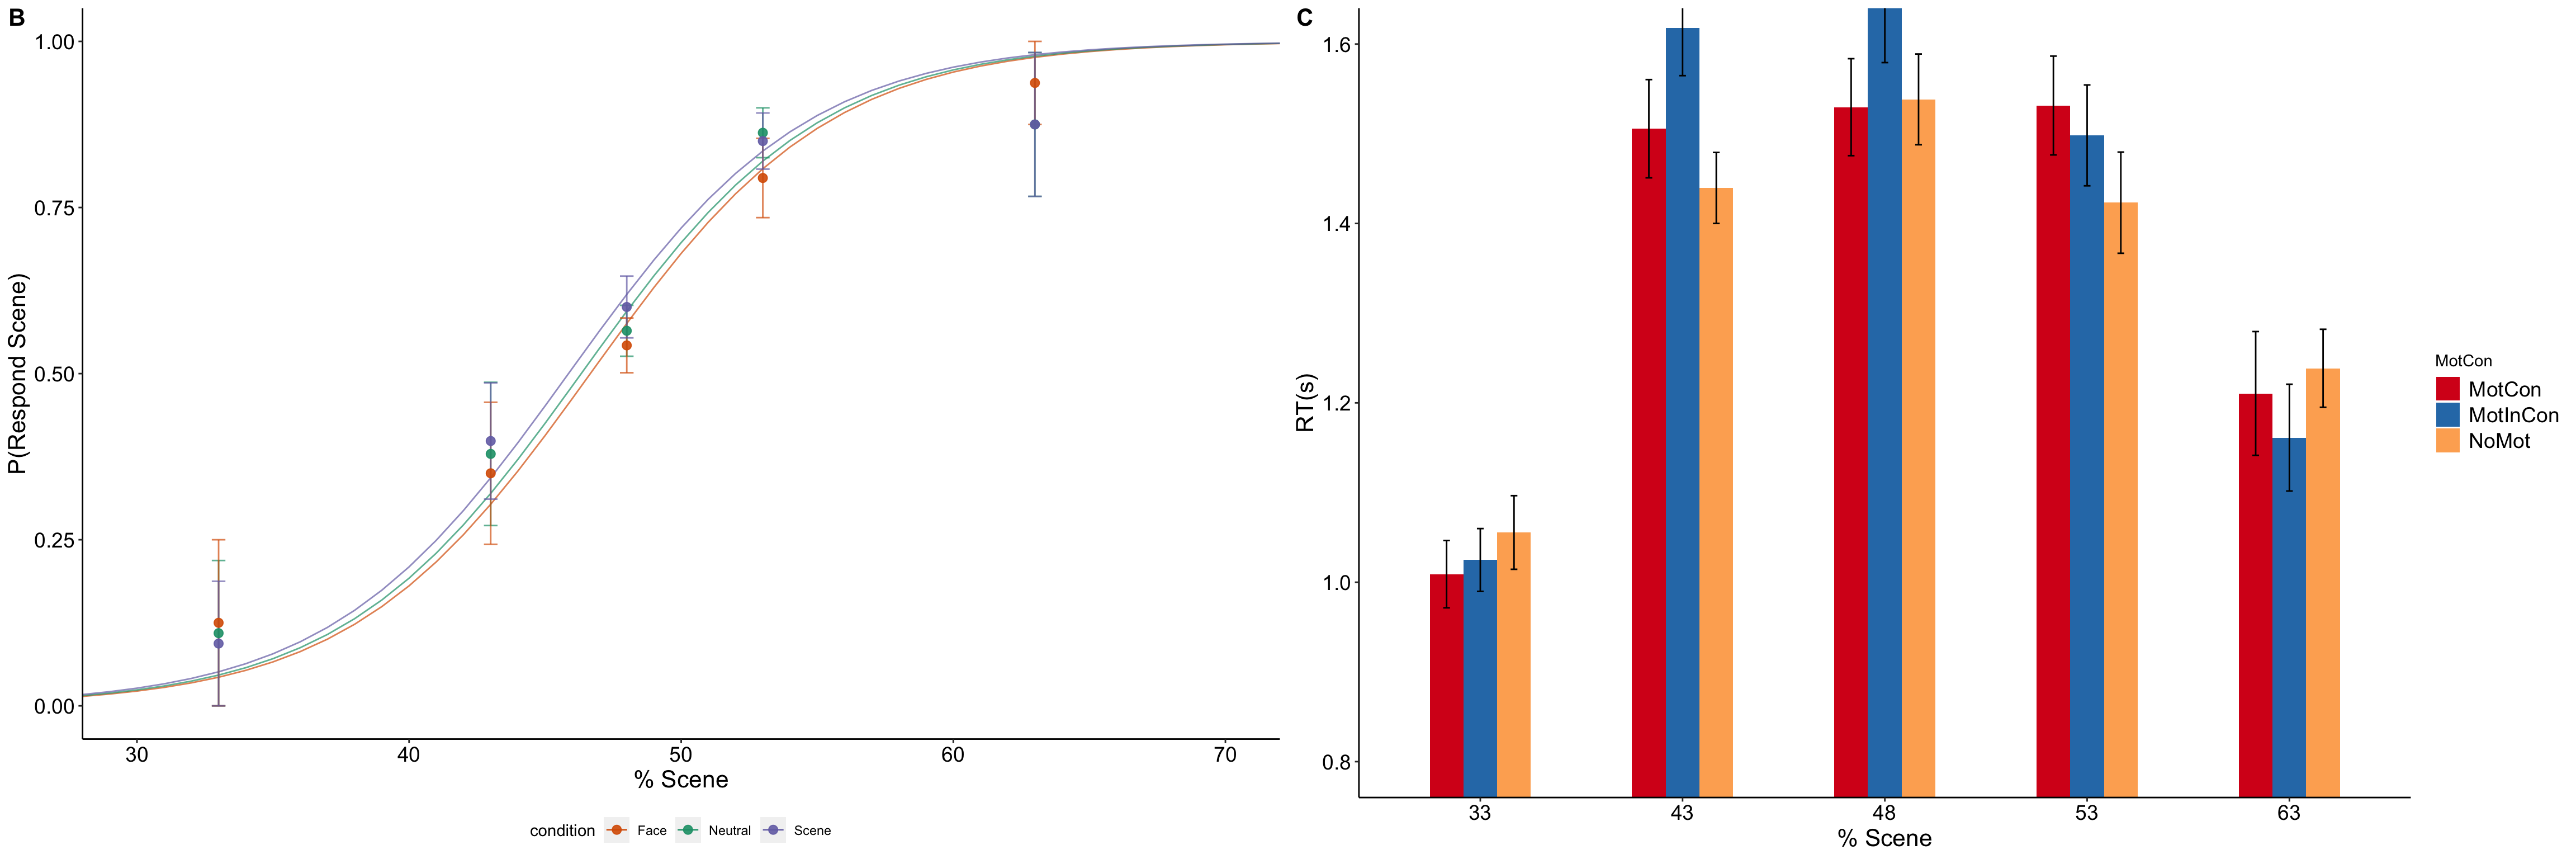 B
1.00
0.75
0.50
0.25
0.00
P(Respond Scene)
30 40 50 60 70
% Scene
condition Face Neutral Scene
C
1.6
1.4
1.2
1.0
0.8
RT(s)
33 43 48 53 63
% Scene
MotCon
MotCon
MotInCon
NoMot